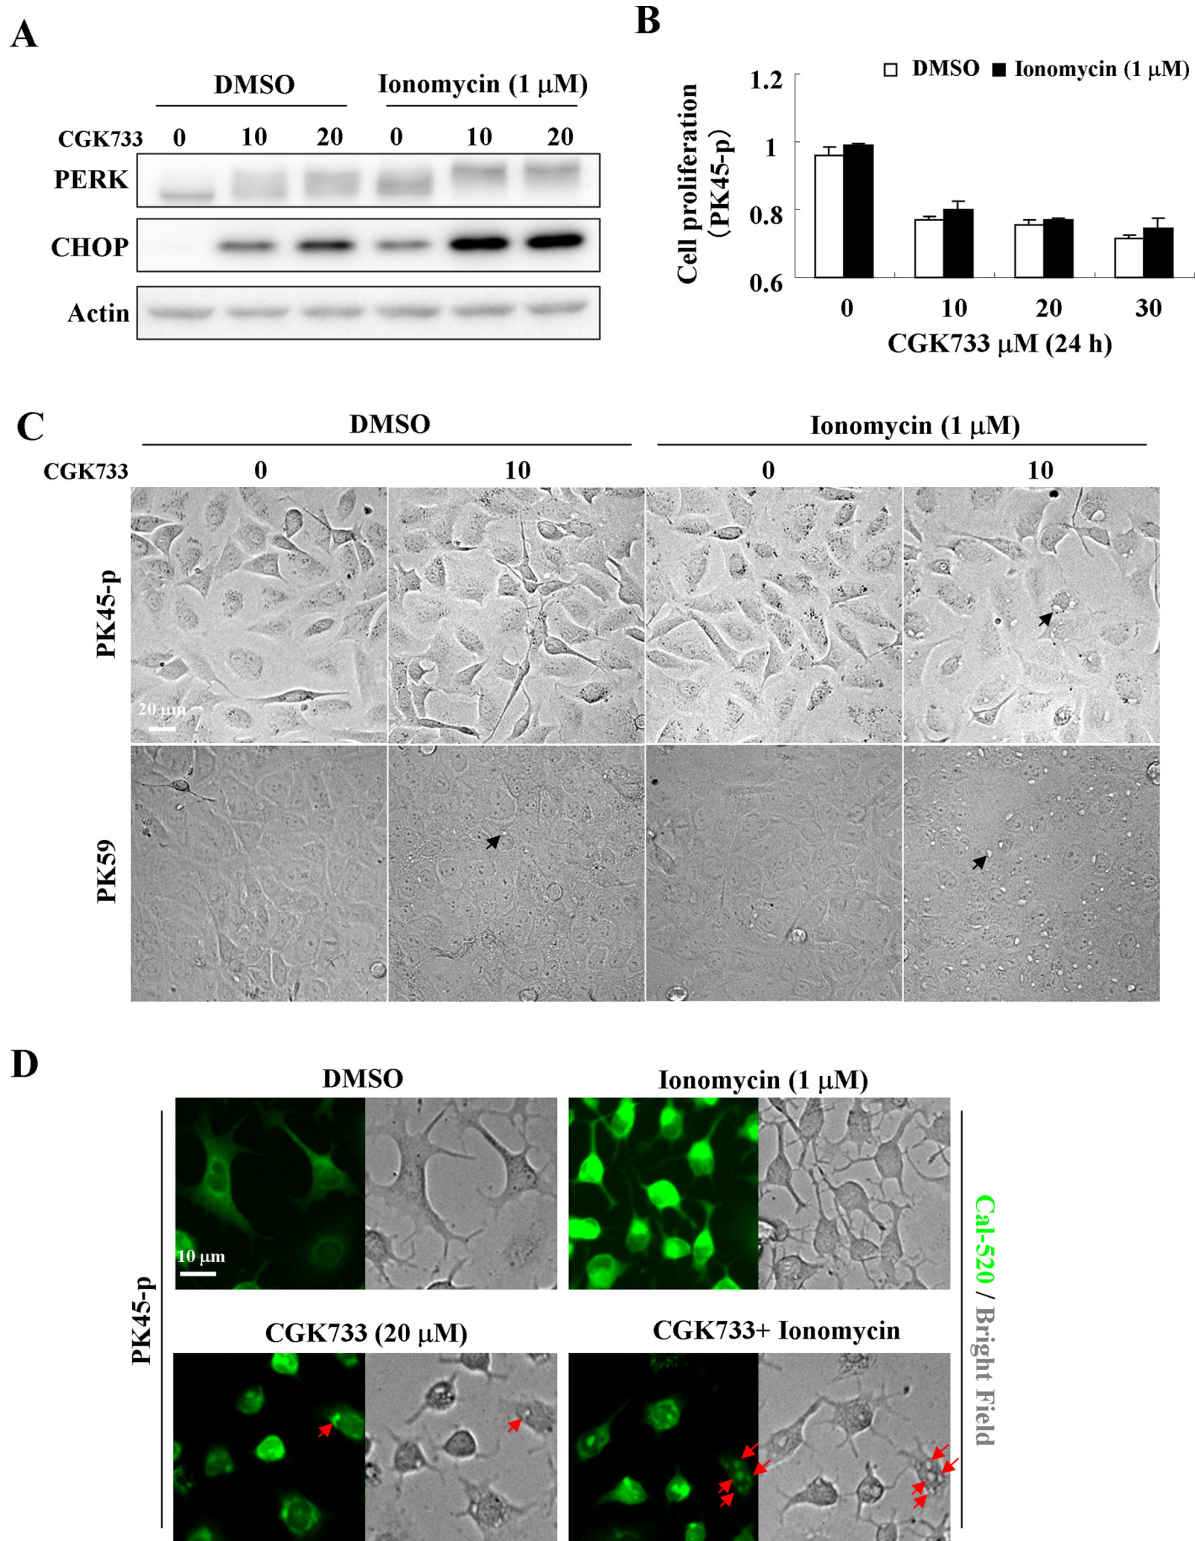 A
DMSO Ionomycin (1 μM)
CGK733 0 10 20 0 10 20
PERK
CHOP
Actin
B
DMSO Ionomycin (1 μM)
Cell proliferation
(PK45-p)
1.2
1
0.8
0.6
0 10 20 30
CGK733 μM (24 h)
C
DMSO Ionomycin (1 μM)
CGK733 0 10 0 10
PK45-p
20 μm
PK59
D
DMSO Ionomycin (1 μM)
10 μm
PK45-p
CGK733 (20 μM) CGK733+ Ionomycin
Cal-520 / Bright Field